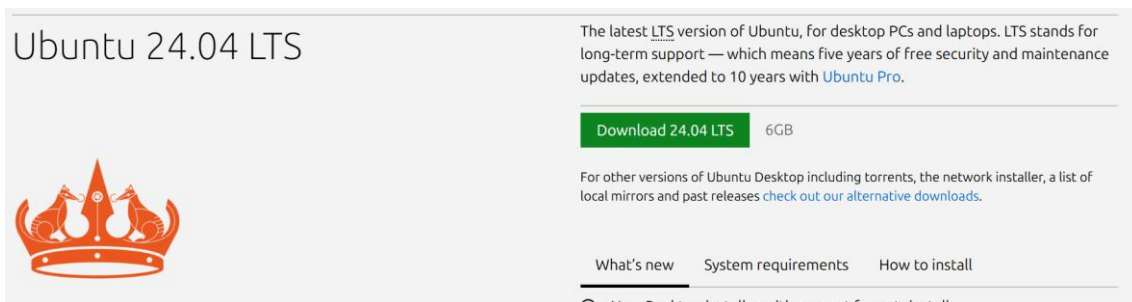 Ubuntu 24.04 LTS
The latest LTS version of Ubuntu, for desktop PCs and laptops. LTS stands for
long-term support — which means five years of free security and maintenance
updates, extended to 10 years with Ubuntu Pro.
Download 24.04 LTS 6GB
For other versions of Ubuntu Desktop including torrents, the network installer, a list of
local mirrors and past releases check out our alternative downloads.
What's new System requirements How to install